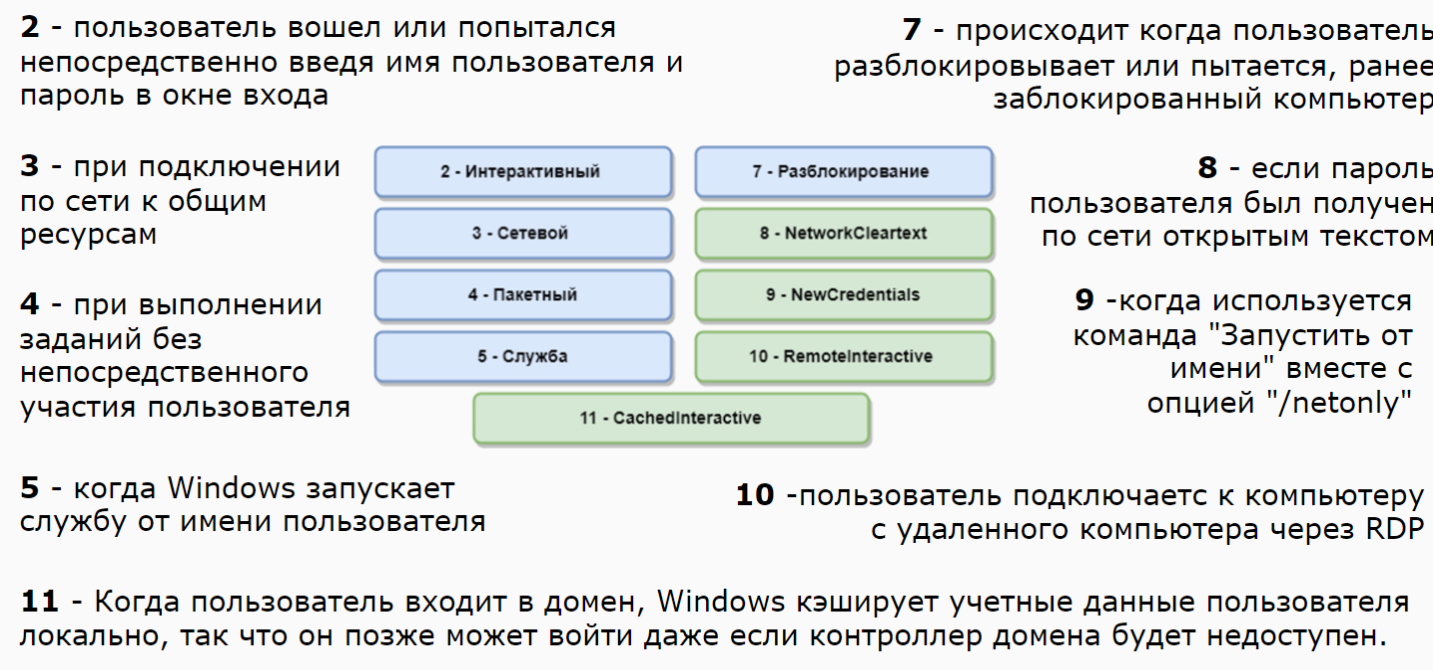 2 - пользователь вошел или попытался
непосредственно введя имя пользователя и
пароль в окне входа
7 - происходит когда пользователь
разблокировывает или пытается, ранее
заблокированный компьютер
3 - при подключении
по сети к общим
ресурсам
4 - при выполнении
заданий без
непосредственного
участия пользователя
2 - Интерактивный
7 - Разблокирование
3 - Сетевой
8 - NetworkCleartext
4 - Пакетный
9 - NewCredentials
5 - Служба
10 - RemoteInteractive
11 - CachedInteractive
8 - если пароль
пользователя был получен
по сети открытым текстом
9 -когда используется
команда "Запустить от
имени" вместе с
опцией "/netonly"
5 - когда Windows запускает
службу от имени пользователя
10 -пользователь подключаетс к компьютеру
с удаленного компьютера через RDP
11 - Когда пользователь входит в домен, Windows кэширует учетные данные пользователя
локально, так что он позже может войти даже если контроллер домена будет недоступен.